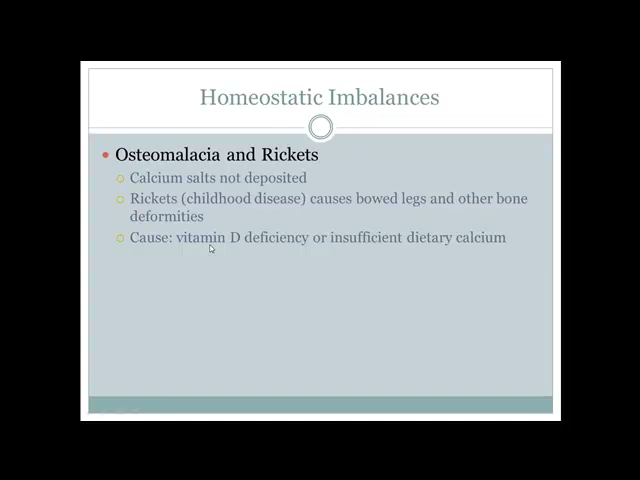 Homeostatic Imbalances
Osteomalacia and Rickets
Calcium salts not deposited
Rickets (childhood disease) causes bowed legs and other bone
deformities
Cause: vitamin D deficiency or insufficient dietary calcium